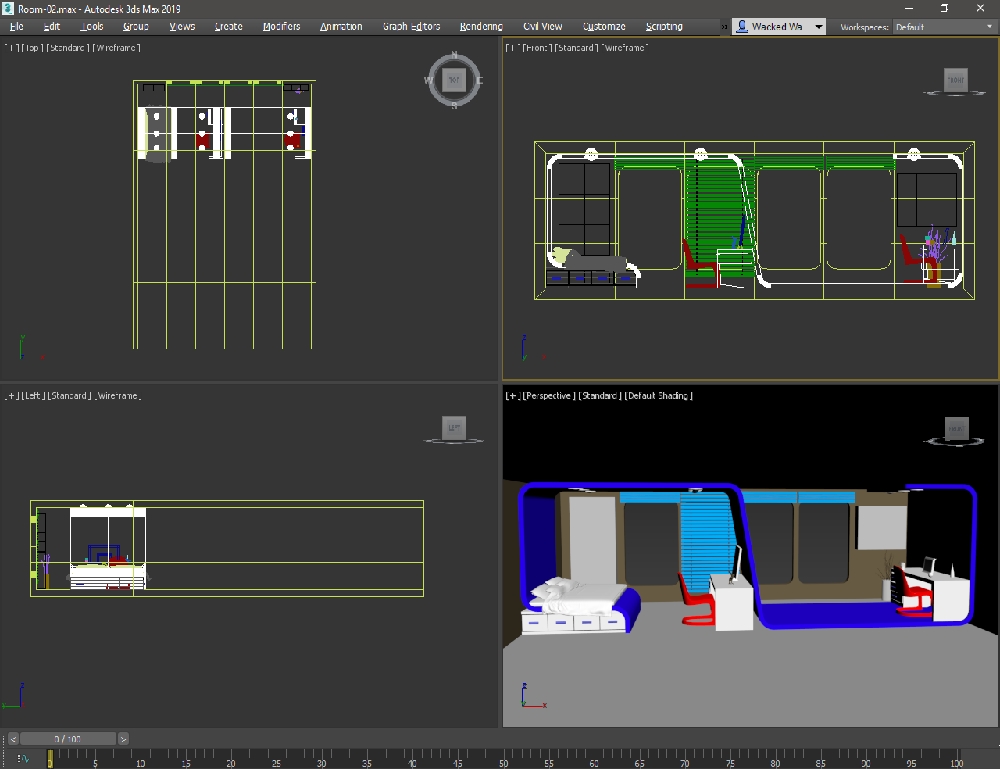 Room-02.max - Autodesk 3ds Max 2019
File Edit Tools Group Views Create Modifiers Animation Graph Editors Rendering Civil View Customize Scripting » Wacked Wa Workspaces: Default
[+] [Top] [Standard] [Wireframe]
N
W TOP E
S
[+] [Front] [Standard] [Wireframe]
FRONT
[+] [Left] [Standard] [Wireframe]
LEFT
[+] [Perspective] [Standard] [Default Shading]
z
x
< 0 / 100 >
0 5 10 15 20 25 30 35 40 45 50 55 60 65 70 75 80 85 90 95 100